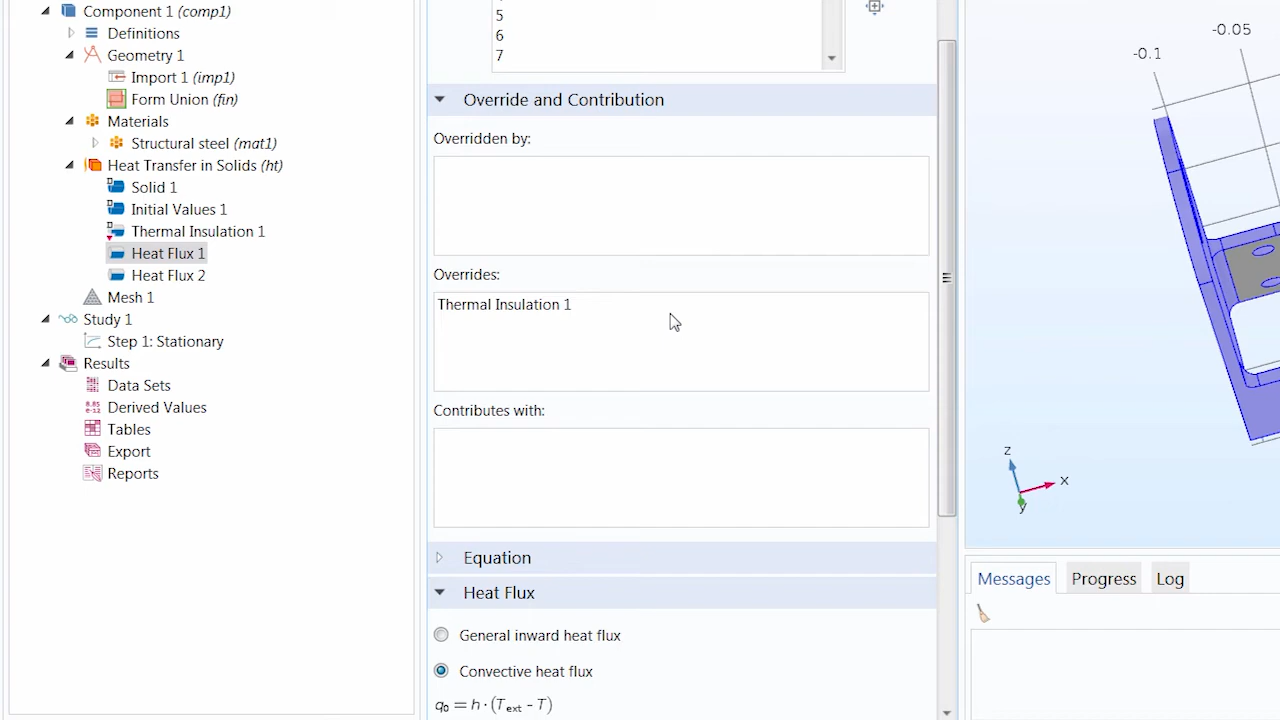 Component 1 (comp1)
Definitions
Geometry 1
Import 1 (imp1)
Form Union (fin)
Materials
Structural steel (mat1)
Heat Transfer in Solids (ht)
Solid 1
Initial Values 1
Thermal Insulation 1
Heat Flux 1
Heat Flux 2
Mesh 1
Study 1
Step 1: Stationary
Results
Data Sets
8.85
e-12
Derived Values
Tables
Export
Reports
5
6
7
Override and Contribution
Overridden by:
Overrides:
Thermal Insulation 1
Contributes with:
Equation
Heat Flux
General inward heat flux
Convective heat flux
q0 = h · (Text - T)
-0.1
-0.05
z
x
y
Messages
Progress
Log